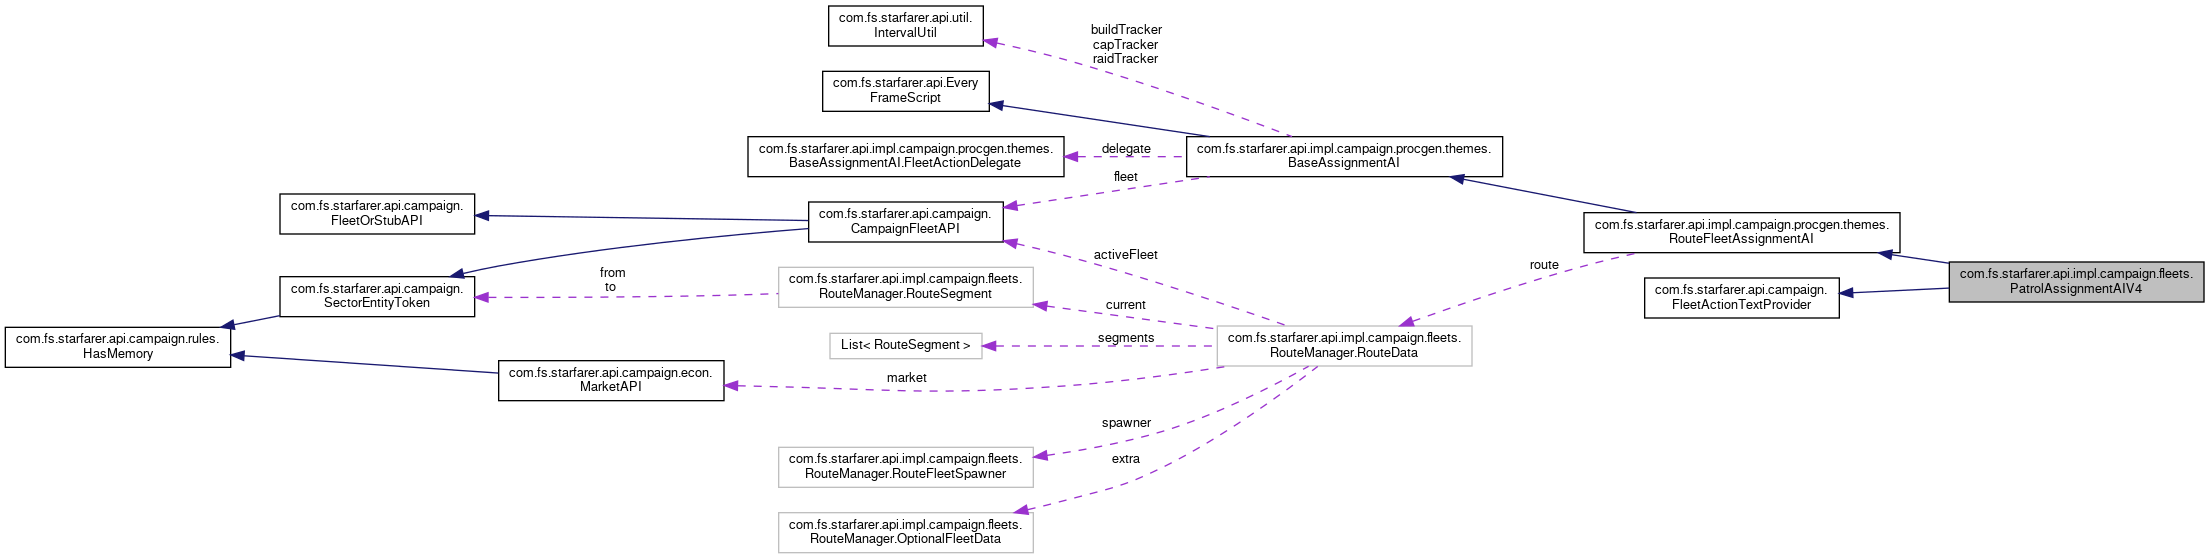 com.fs.starfarer.api.util.
IntervalUtil
buildTracker
capTracker
raidTracker
com.fs.starfarer.api.Every
FrameScript
com.fs.starfarer.api.impl.campaign.procgen.themes.
BaseAssignmentAI.FleetActionDelegate
delegate
com.fs.starfarer.api.impl.campaign.procgen.themes.
BaseAssignmentAI
fleet
com.fs.starfarer.api.campaign.
FleetOrStubAPI
com.fs.starfarer.api.campaign.
CampaignFleetAPI
com.fs.starfarer.api.impl.campaign.procgen.themes.
RouteFleetAssignmentAI
activeFleet
route
com.fs.starfarer.api.campaign.
SectorEntityToken
from
to
com.fs.starfarer.api.impl.campaign.fleets.
RouteManager.RouteSegment
current
com.fs.starfarer.api.campaign.
FleetActionTextProvider
com.fs.starfarer.api.impl.campaign.fleets.
PatrolAssignmentAIV4
com.fs.starfarer.api.campaign.rules.
HasMemory
List< RouteSegment >
segments
com.fs.starfarer.api.impl.campaign.fleets.
RouteManager.RouteData
com.fs.starfarer.api.campaign.econ.
MarketAPI
market
spawner
com.fs.starfarer.api.impl.campaign.fleets.
RouteManager.RouteFleetSpawner
extra
com.fs.starfarer.api.impl.campaign.fleets.
RouteManager.OptionalFleetData